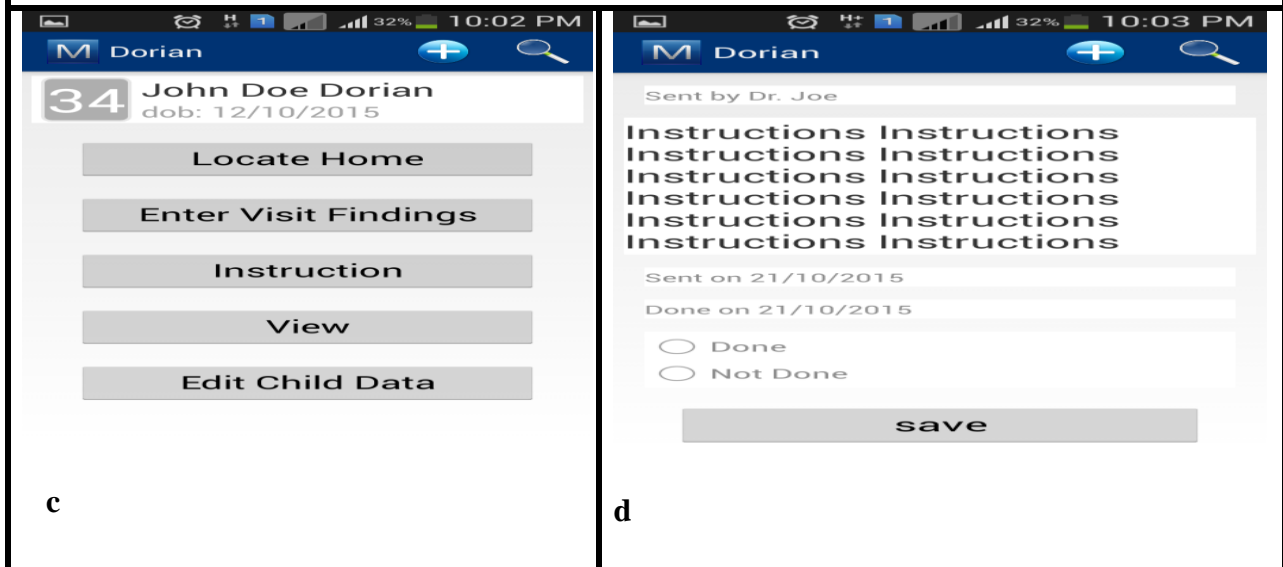 32% 10:02 PM
M Dorian
34
John Doe Dorian
dob: 12/10/2015
Locate Home
Enter Visit Findings
Instruction
View
Edit Child Data
c
H+ 1 32% 10:03 PM
M Dorian
Sent by Dr. Joe
Instructions Instructions
Instructions Instructions
Instructions Instructions
Instructions Instructions
Instructions Instructions
Instructions Instructions
Sent on 21/10/2015
Done on 21/10/2015
Done
Not Done
save
d